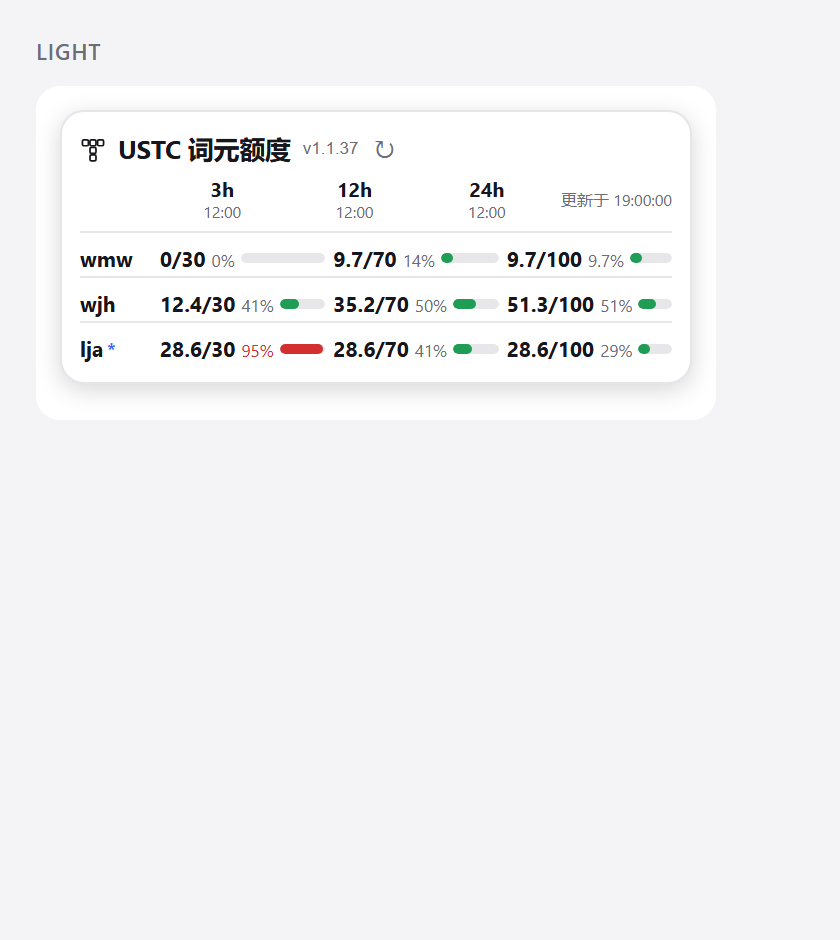 LIGHT
USTC 词元额度 v1.1.37
3h 12h 24h
12:00 12:00 12:00 更新于 19:00:00
wmw 0/30 0% 9.7/70 14% 9.7/100 9.7%
wjh 12.4/30 41% 35.2/70 50% 51.3/100 51%
lja * 28.6/30 95% 28.6/70 41% 28.6/100 29%